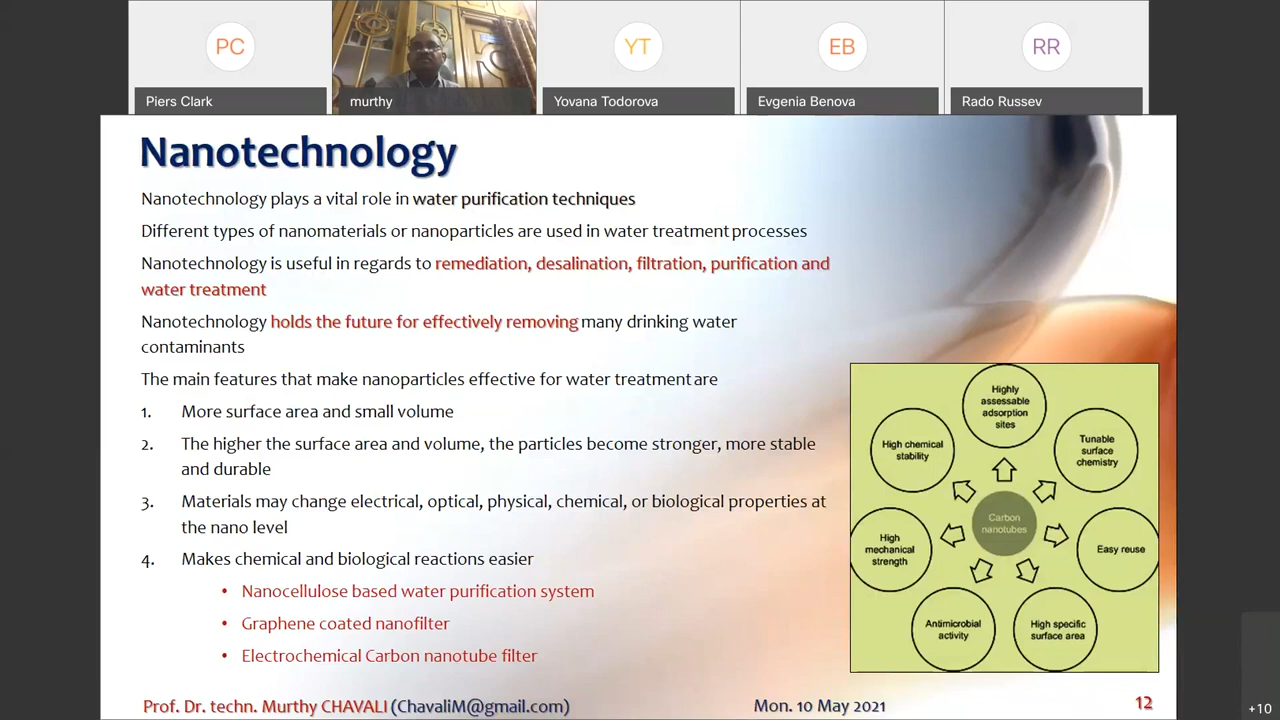 PC
YT
EB
RR
Piers Clark
murthy
Yovana Todorova
Evgenia Benova
Rado Russev
Nanotechnology
Nanotechnology plays a vital role in water purification techniques
Different types of nanomaterials or nanoparticles are used in water treatment processes
Nanotechnology is useful in regards to remediation, desalination, filtration, purification and
water treatment
Nanotechnology holds the future for effectively removing many drinking water
contaminants
The main features that make nanoparticles effective for water treatment are
1. More surface area and small volume
2. The higher the surface area and volume, the particles become stronger, more stable
and durable
3. Materials may change electrical, optical, physical, chemical, or biological properties at
the nano level
4. Makes chemical and biological reactions easier
• Nanocellulose based water purification system
• Graphene coated nanofilter
• Electrochemical Carbon nanotube filter
Highly
assessable
adsorption
sites
High chemical
stability
Tunable
surface
chemistry
Carbon
nanotubes
High
mechanical
strength
Easy reuse
Antimicrobial
activity
High specific
surface area
Prof. Dr. techn. Murthy CHAVALI (ChavaliM@gmail.com)
Mon. 10 May 2021
12
+10